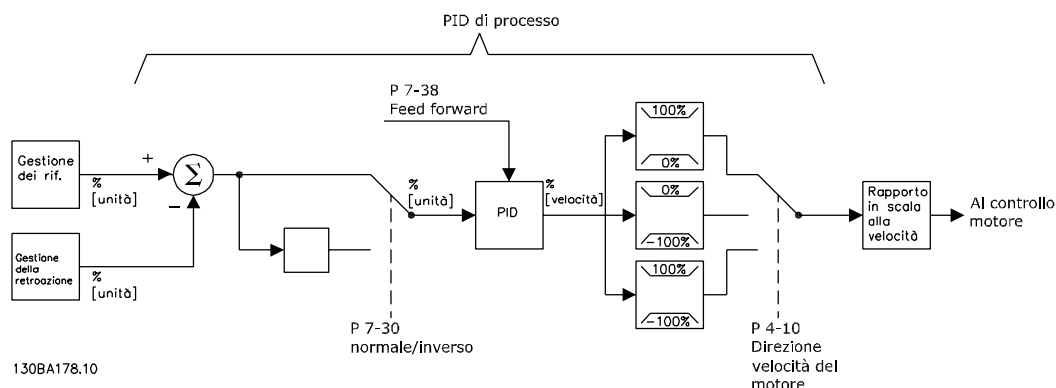 PID di processo
P 7-38
Feed forward
100%
0%
Gestione
dei rif.
+
%
[unità]
Σ
%
[unità]
PID
%
[velocità]
0%
-100%
Rapporto
in scala
alla
velocità
Al controllo
motore
–
Gestione
della
retroazione
%
[unità]
100%
-100%
P 7-30
normale/inverso
P 4-10
Direzione
velocità del
motore
130BA178.10